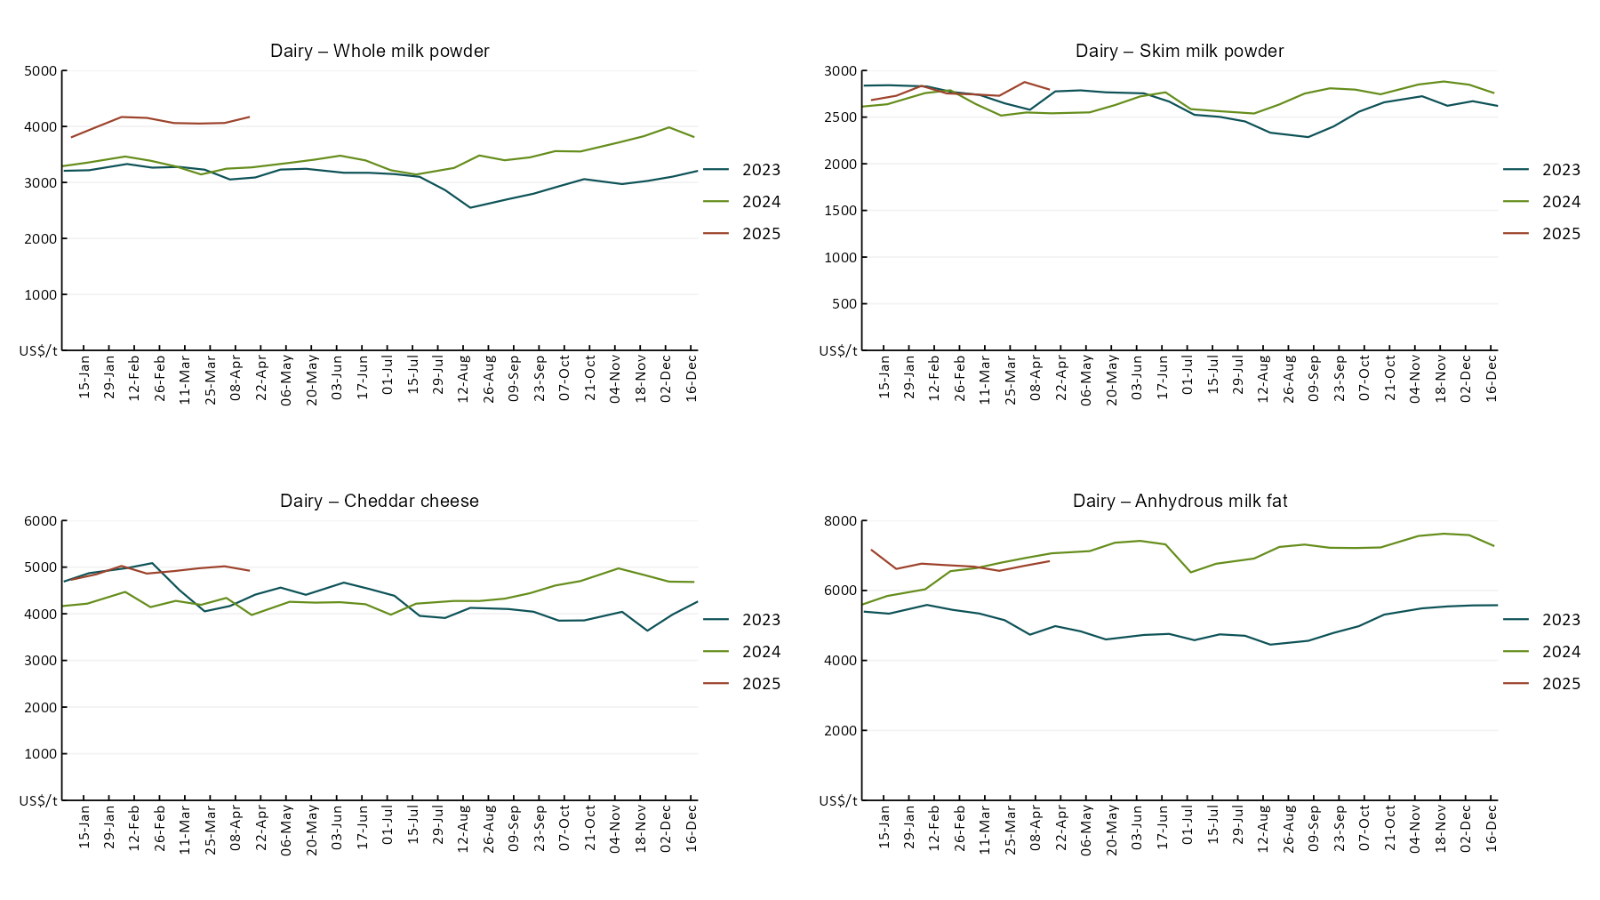 Dairy – Whole milk powder
5000
4000
3000
2000
1000
US$/t
15-Jan
29-Jan
12-Feb
26-Feb
11-Mar
25-Mar
08-Apr
22-Apr
06-May
20-May
03-Jun
17-Jun
01-Jul
15-Jul
29-Jul
12-Aug
26-Aug
09-Sep
23-Sep
07-Oct
21-Oct
04-Nov
18-Nov
02-Dec
16-Dec
2023
2024
2025
Dairy – Skim milk powder
3000
2500
2000
1500
1000
500
US$/t
15-Jan
29-Jan
12-Feb
26-Feb
11-Mar
25-Mar
08-Apr
22-Apr
06-May
20-May
03-Jun
17-Jun
01-Jul
15-Jul
29-Jul
12-Aug
26-Aug
09-Sep
23-Sep
07-Oct
21-Oct
04-Nov
18-Nov
02-Dec
16-Dec
2023
2024
2025
Dairy – Cheddar cheese
6000
5000
4000
3000
2000
1000
US$/t
15-Jan
29-Jan
12-Feb
26-Feb
11-Mar
25-Mar
08-Apr
22-Apr
06-May
20-May
03-Jun
17-Jun
01-Jul
15-Jul
29-Jul
12-Aug
26-Aug
09-Sep
23-Sep
07-Oct
21-Oct
04-Nov
18-Nov
02-Dec
16-Dec
2023
2024
2025
Dairy – Anhydrous milk fat
8000
6000
4000
2000
US$/t
15-Jan
29-Jan
12-Feb
26-Feb
11-Mar
25-Mar
08-Apr
22-Apr
06-May
20-May
03-Jun
17-Jun
01-Jul
15-Jul
29-Jul
12-Aug
26-Aug
09-Sep
23-Sep
07-Oct
21-Oct
04-Nov
18-Nov
02-Dec
16-Dec
2023
2024
2025